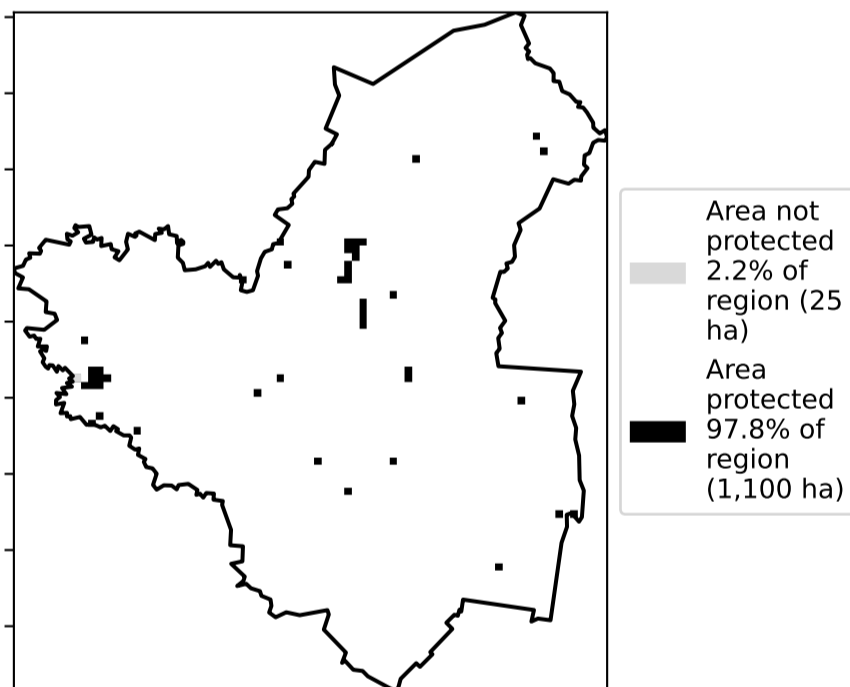 Area not
protected
2.2% of
region (25
ha)
Area
protected
97.8% of
region
(1,100 ha)